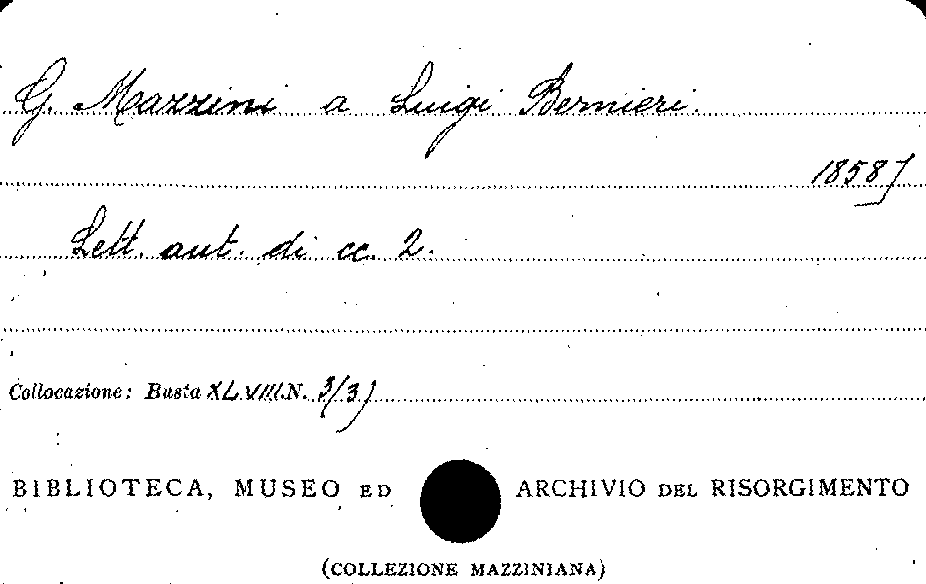 G. Mazzini a Luigi Bernieri.
1858]
Lett. aut. di cc. 2.
Collocazione: Busta XLVIII N. 3/3)
BIBLIOTECA, MUSEO ED ARCHIVIO DEL RISORGIMENTO
(COLLEZIONE MAZZINIANA)